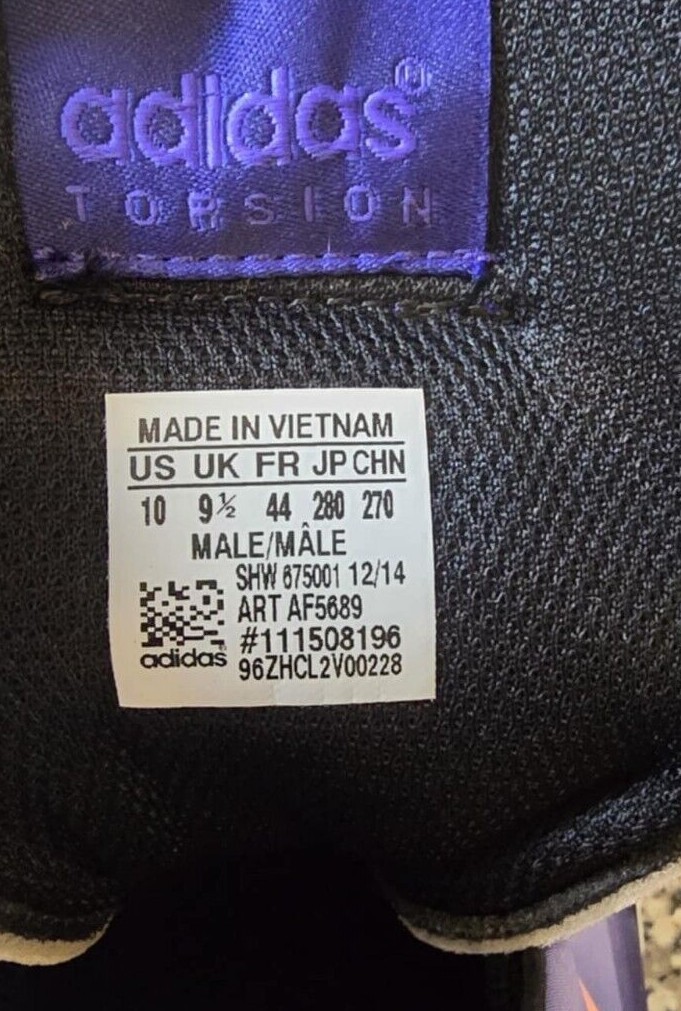 adidas®
TORSION
MADE IN VIETNAM
US UK FR JP CHN
10 9½ 44 280 270
MALE/MÂLE
SHW 675001 12/14
ART AF5689
#111508196
adidas® 96ZHCL2V00228